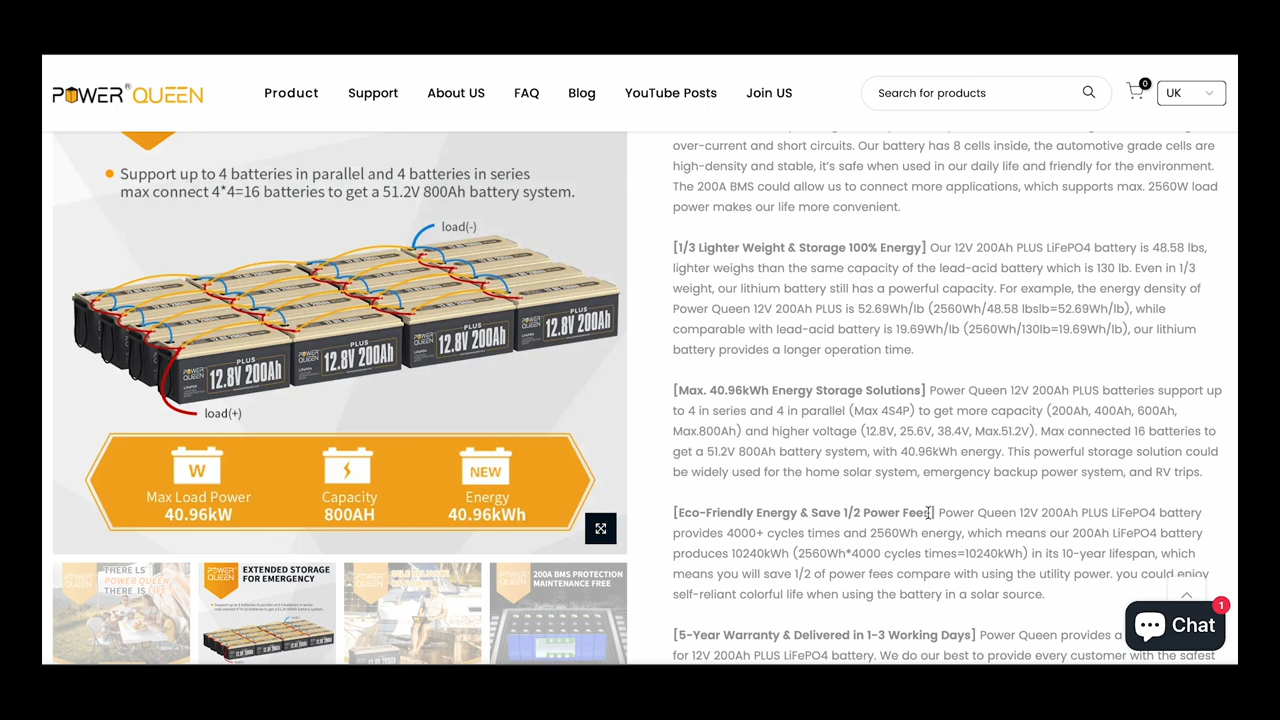 POWER QUEEN
Product
Support
About US
FAQ
Blog
YouTube Posts
Join US
Search for products
0
UK
Support up to 4 batteries in parallel and 4 batteries in series
max connect 4*4=16 batteries to get a 51.2V 800Ah battery system.
load(-)
PLUS
12.8V 200Ah
PLUS
12.8V 200Ah
PLUS
12.8V 200Ah
PLUS
12.8V 200Ah
load(+)
W
NEW
Max Load Power
Capacity
Energy
40.96kW
800AH
40.96kWh
THERE IS
POWER QUEEN
THERE IS
EXTENDED STORAGE
FOR EMERGENCY
200A BMS PROTECTION
MAINTENANCE FREE
over-current and short circuits. Our battery has 8 cells inside, the automotive grade cells are
high-density and stable, it's safe when used in our daily life and friendly for the environment.
The 200A BMS could allow us to connect more applications, which supports max. 2560W load
power makes our life more convenient.
[1/3 Lighter Weight & Storage 100% Energy] Our 12V 200Ah PLUS LiFePO4 battery is 48.58 lbs,
lighter weighs than the same capacity of the lead-acid battery which is 130 lb. Even in 1/3
weight, our lithium battery still has a powerful capacity. For example, the energy density of
Power Queen 12V 200Ah PLUS is 52.69Wh/lb (2560Wh/48.58 lbslb=52.69Wh/lb), while
comparable with lead-acid battery is 19.69Wh/lb (2560Wh/130lb=19.69Wh/lb), our lithium
battery provides a longer operation time.
[Max. 40.96kWh Energy Storage Solutions] Power Queen 12V 200Ah PLUS batteries support up
to 4 in series and 4 in parallel (Max 4S4P) to get more capacity (200Ah, 400Ah, 600Ah,
Max.800Ah) and higher voltage (12.8V, 25.6V, 38.4V, Max.51.2V). Max connected 16 batteries to
get a 51.2V 800Ah battery system, with 40.96kWh energy. This powerful storage solution could
be widely used for the home solar system, emergency backup power system, and RV trips.
[Eco-Friendly Energy & Save 1/2 Power Fees] Power Queen 12V 200Ah PLUS LiFePO4 battery
provides 4000+ cycles times and 2560Wh energy, which means our 200Ah LiFePO4 battery
produces 10240kWh (2560Wh*4000 cycles times=10240kWh) in its 10-year lifespan, which
means you will save 1/2 of power fees compare with using the utility power. you could enjoy
self-reliant colorful life when using the battery in a solar source.
[5-Year Warranty & Delivered in 1-3 Working Days] Power Queen provides a
for 12V 200Ah PLUS LiFePO4 battery. We do our best to provide every customer with the safest
Chat
1